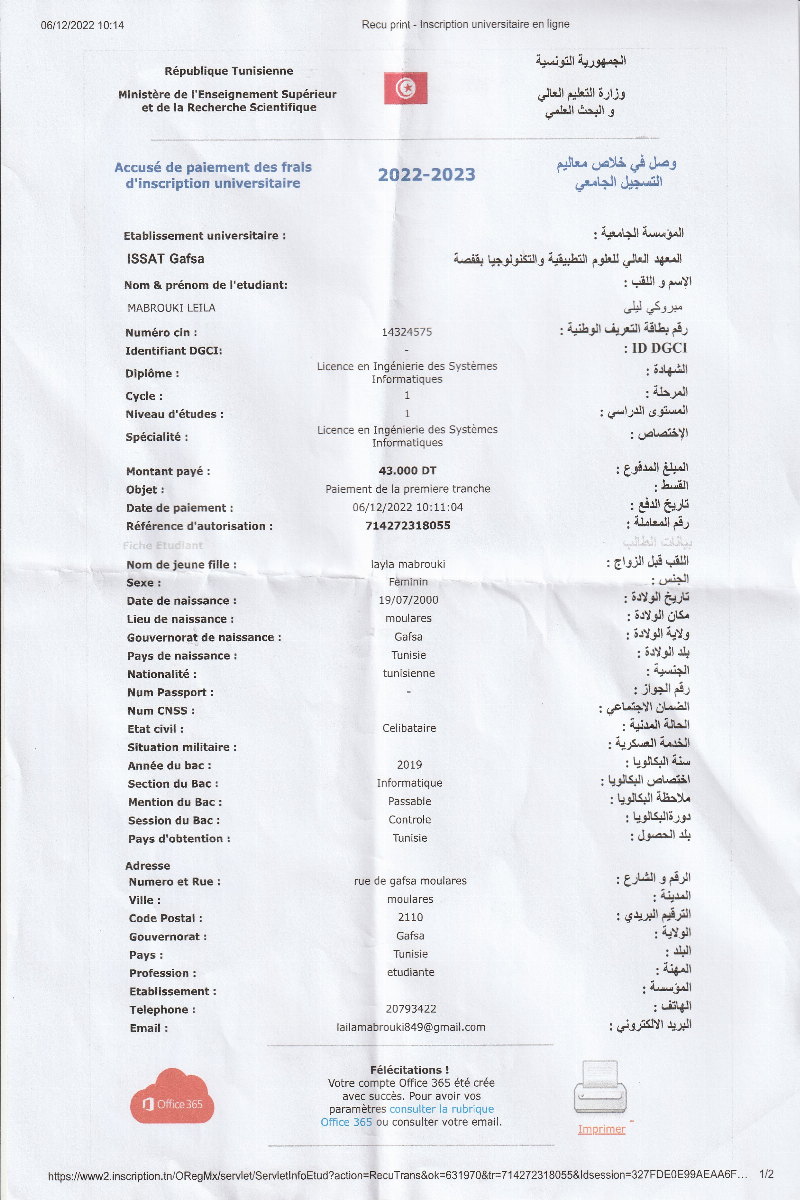 06/12/2022 10:14
Recu print - Inscription universitaire en ligne
République Tunisienne
الجمهورية التونسية
Ministère de l'Enseignement Supérieur
et de la Recherche Scientifique
وزارة التعليم العالي
و البحث العلمي
Accusé de paiement des frais
d'inscription universitaire
2022-2023
وصل في خلاص معاليم
التسجيل الجامعي
Etablissement universitaire :
المؤسسة الجامعية :
ISSAT Gafsa
المعهد العالي للعلوم التطبيقية والتكنولوجيا بقفصة
Nom & prénom de l'etudiant:
الاسم و اللقب :
MABROUKI LEILA
مبروكي ليلى
Numéro cin :
14324575
رقم بطاقة التعريف الوطنية :
Identifiant DGCI:
-
ID DGCI :
Diplôme :
Licence en Ingénierie des Systèmes
Informatiques
الشهادة :
Cycle :
1
المرحلة :
Niveau d'études :
1
المستوى الدراسي :
Spécialité :
Licence en Ingénierie des Systèmes
Informatiques
الإختصاص :
Montant payé :
43.000 DT
المبلغ المدفوع :
Objet :
Paiement de la premiere tranche
القسط :
Date de paiement :
06/12/2022 10:11:04
تاريخ الدفع :
Référence d'autorisation :
714272318055
رقم المعاملة :
Fiche Etudiant
بيانات الطالب
Nom de jeune fille :
layla mabrouki
اللقب قبل الزواج :
Sexe :
Féminin
الجنس :
Date de naissance :
19/07/2000
تاريخ الولادة :
Lieu de naissance :
moulares
مكان الولادة :
Gouvernorat de naissance :
Gafsa
ولاية الولادة :
Pays de naissance :
Tunisie
بلد الولادة :
Nationalité :
tunisienne
الجنسية :
Num Passport :
-
رقم الجواز :
Num CNSS :
الضمان الاجتماعي :
Etat civil :
Celibataire
الحالة المدنية :
Situation militaire :
الخدمة العسكرية :
Année du bac :
2019
سنة البكالويا :
Section du Bac :
Informatique
اختصاص البكالويا :
Mention du Bac :
Passable
ملاحظة البكالويا :
Session du Bac :
Controle
دورةالبكالويا :
Pays d'obtention :
Tunisie
بلد الحصول :
Adresse
Numero et Rue :
rue de gafsa moulares
الرقم و الشارع :
Ville :
moulares
المدينة :
Code Postal :
2110
الترقيم البريدي :
Gouvernorat :
Gafsa
الولاية :
Pays :
Tunisie
البلد :
Profession :
etudiante
المهنة :
Etablissement :
المؤسسة :
Telephone :
20793422
الهاتف :
Email :
lailamabrouki849@gmail.com
البريد الالكتروني :
Office 365
Félécitations !
Votre compte Office 365 été crée
avec succès. Pour avoir vos
paramètres consulter la rubrique
Office 365 ou consulter votre email.
Imprimer
https://www2.inscription.tn/ORegMx/servlet/ServletInfoEtud?action=RecuTrans&ok=631970&tr=714272318055&Idsession=327FDE0E99AEAA6F...
1/2